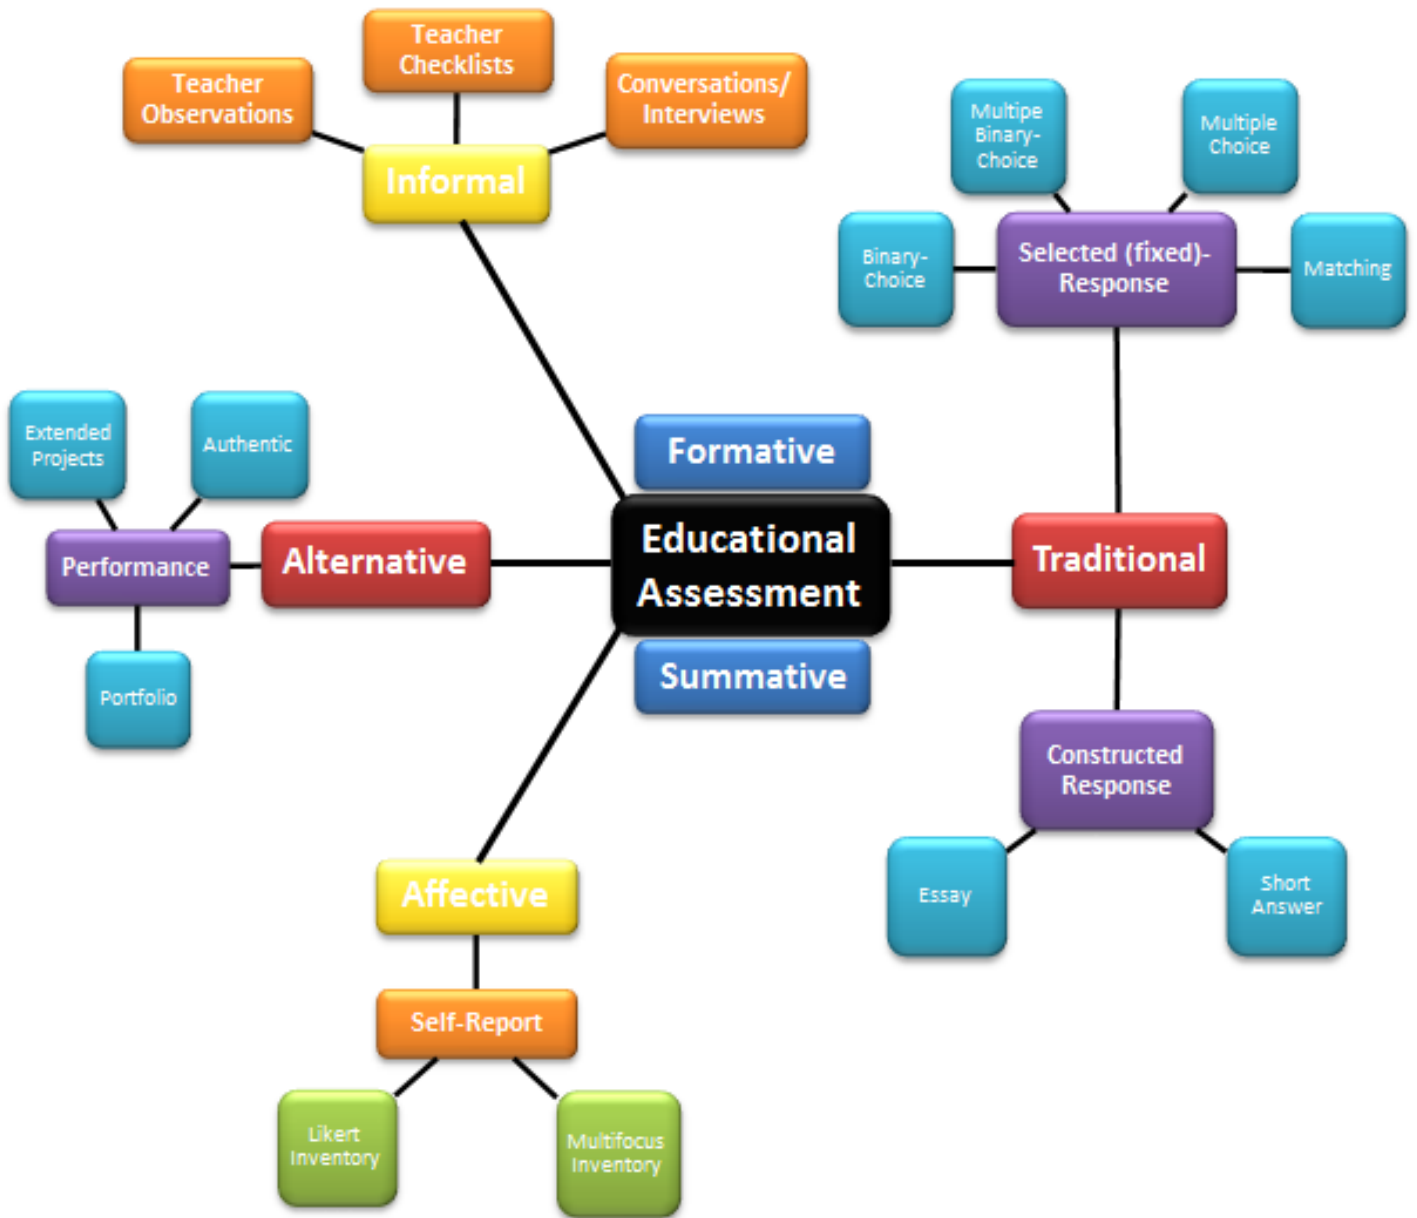 Teacher
Checklists
Teacher
Observations
Conversations/
Interviews
Informal
Multipe
Binary-
Choice
Multiple
Choice
Binary-
Choice
Selected (fixed)-
Response
Matching
Extended
Projects
Authentic
Performance
Alternative
Portfolio
Formative
Educational
Assessment
Summative
Traditional
Constructed
Response
Essay
Short
Answer
Affective
Self-Report
Likert
Inventory
Multifocus
Inventory